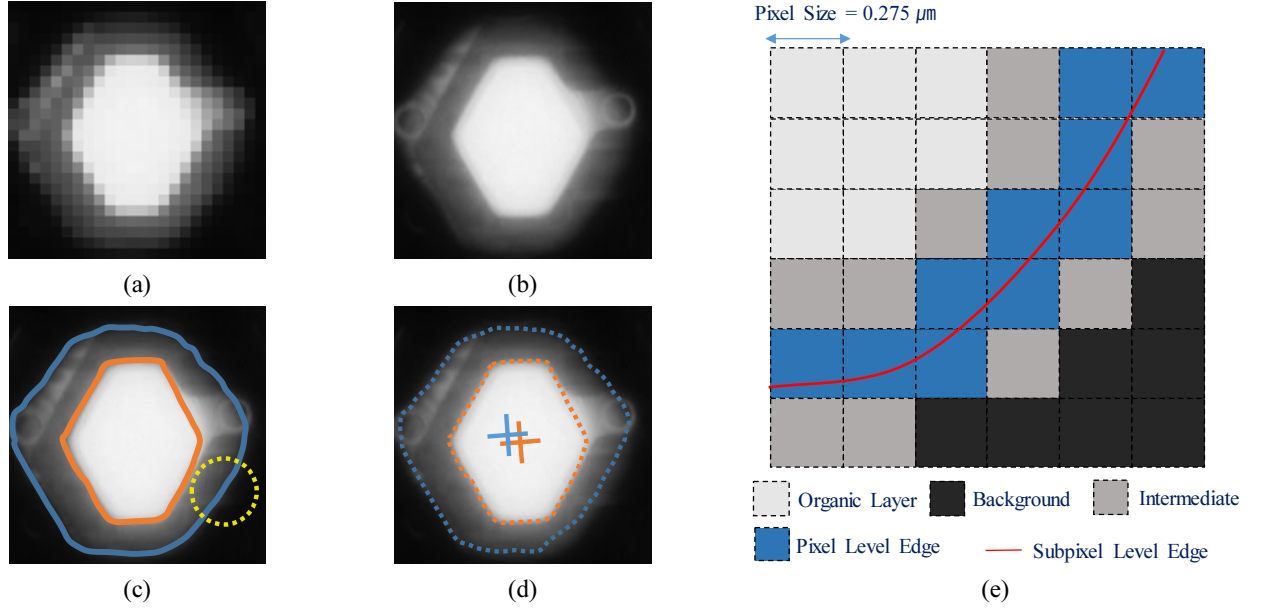 Pixel Size = 0.275 ㎛
(a)
(b)
(c)
(d)
Organic Layer
Background
Intermediate
Pixel Level Edge
Subpixel Level Edge
(e)